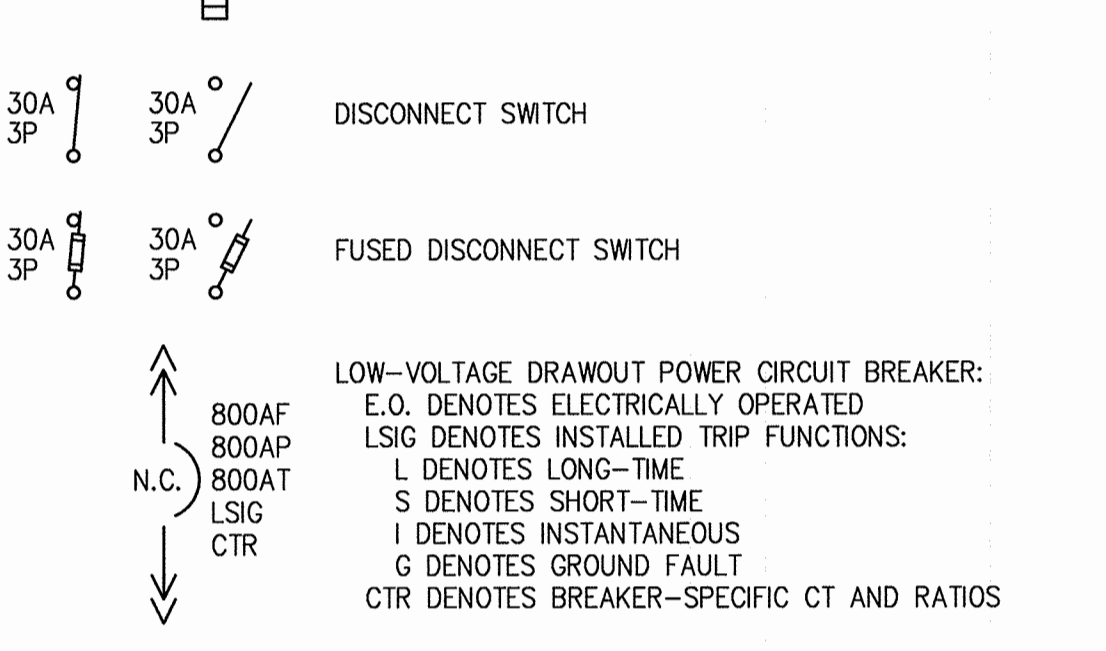 30A
3P
30A
3P
DISCONNECT SWITCH
30A
3P
30A
3P
FUSED DISCONNECT SWITCH
800AF
800AP
N.C. 800AT
LSIG
CTR
LOW-VOLTAGE DRAWOUT POWER CIRCUIT BREAKER:
E.O. DENOTES ELECTRICALLY OPERATED
LSIG DENOTES INSTALLED TRIP FUNCTIONS:
L DENOTES LONG-TIME
S DENOTES SHORT-TIME
I DENOTES INSTANTANEOUS
G DENOTES GROUND FAULT
CTR DENOTES BREAKER-SPECIFIC CT AND RATIOS